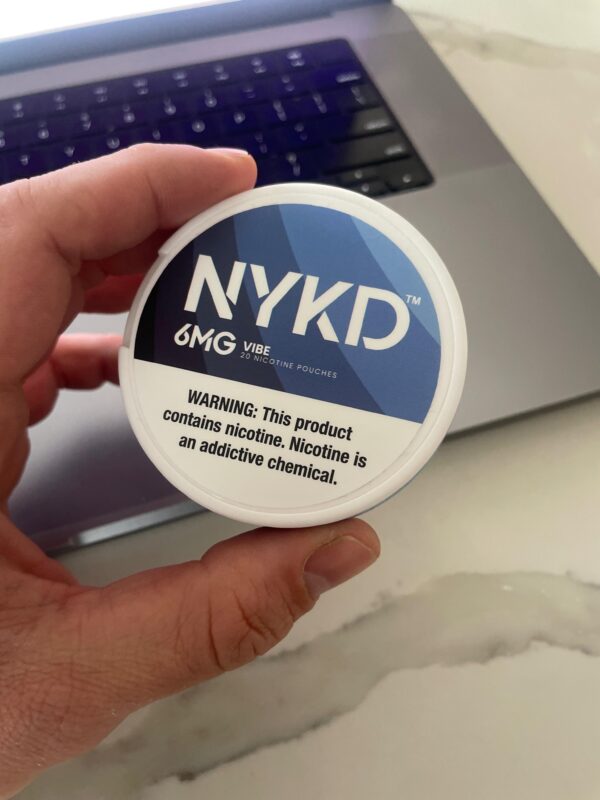 NYKD™
6MG VIBE
20 NICOTINE POUCHES
WARNING: This product
contains nicotine. Nicotine is
an addictive chemical.